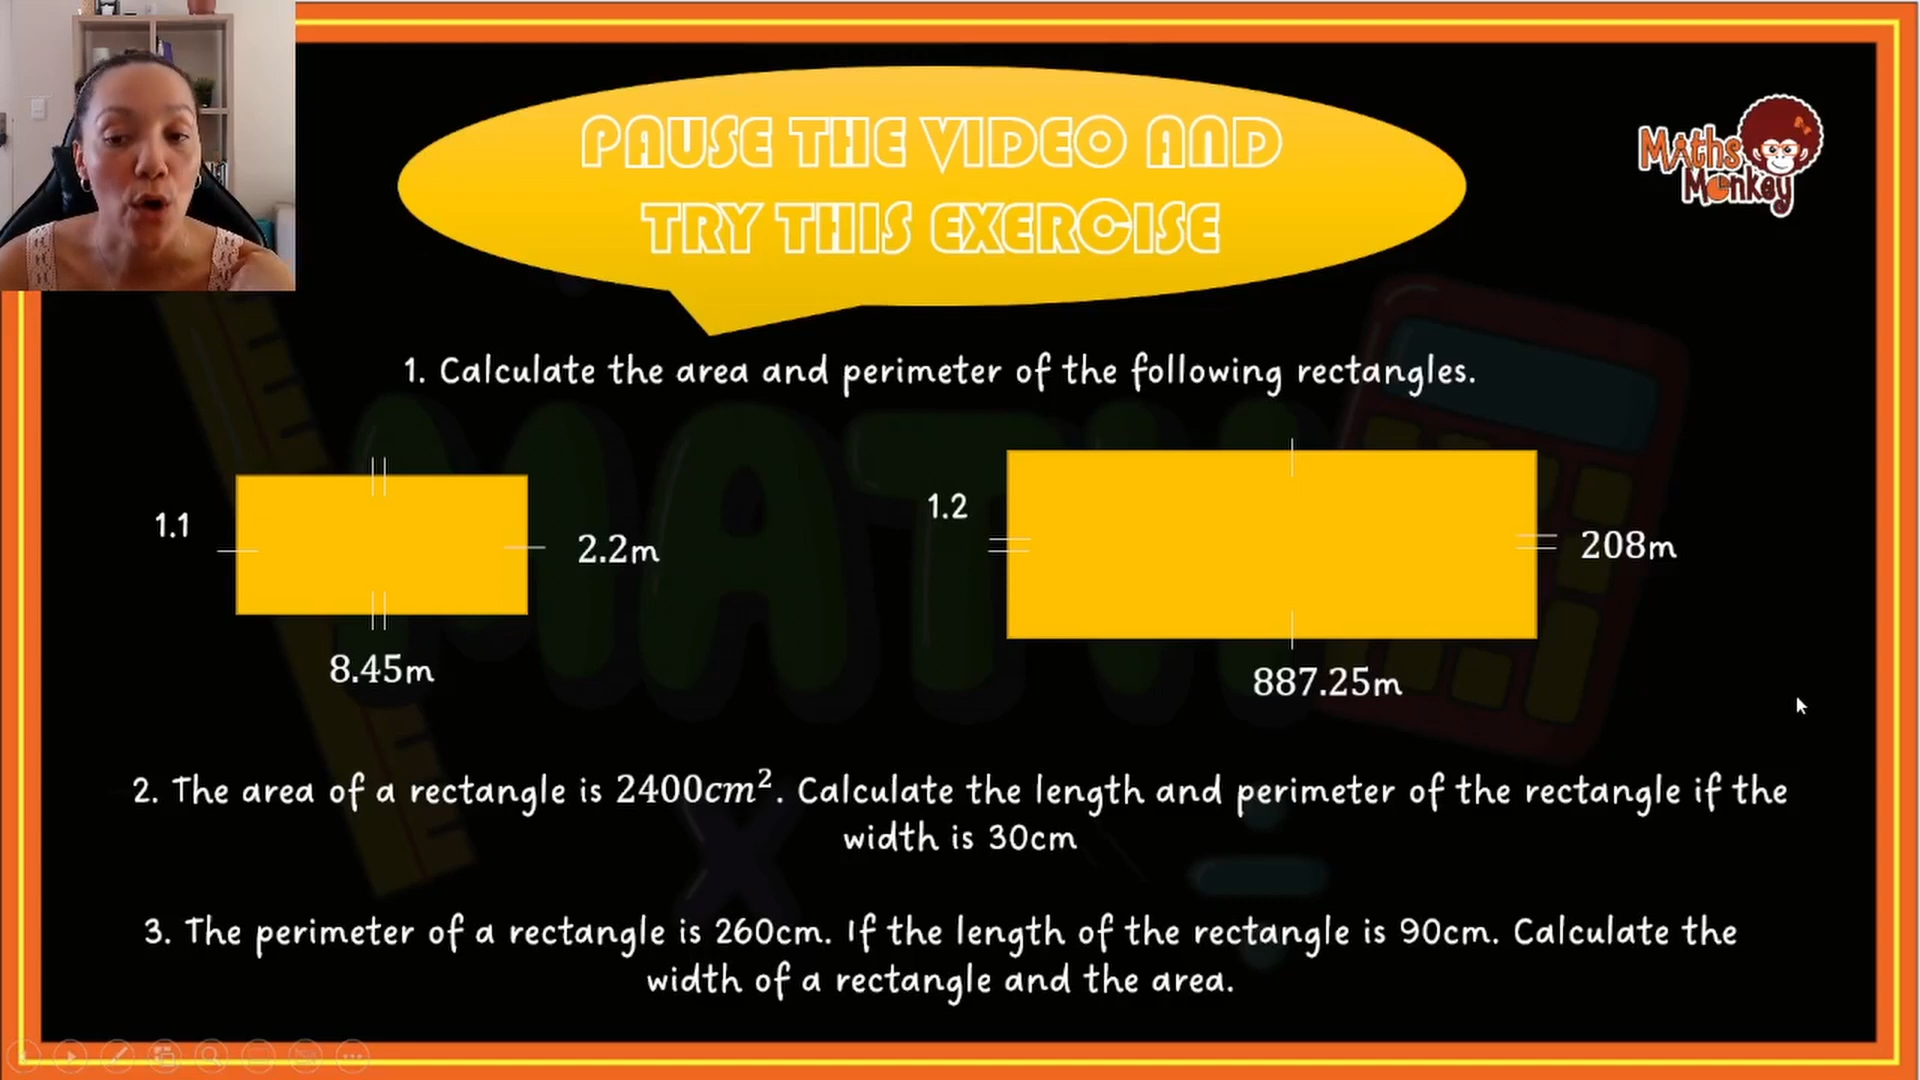 PAUSE THE VIDEO AND
TRY THIS EXERCISE
Maths
Monkey
1. Calculate the area and perimeter of the following rectangles.
1.1
2.2m
8.45m
1.2
208m
887.25m
2. The area of a rectangle is 2400cm². Calculate the length and perimeter of the rectangle if the
width is 30cm
3. The perimeter of a rectangle is 260cm. If the length of the rectangle is 90cm. Calculate the
width of a rectangle and the area.
MATH